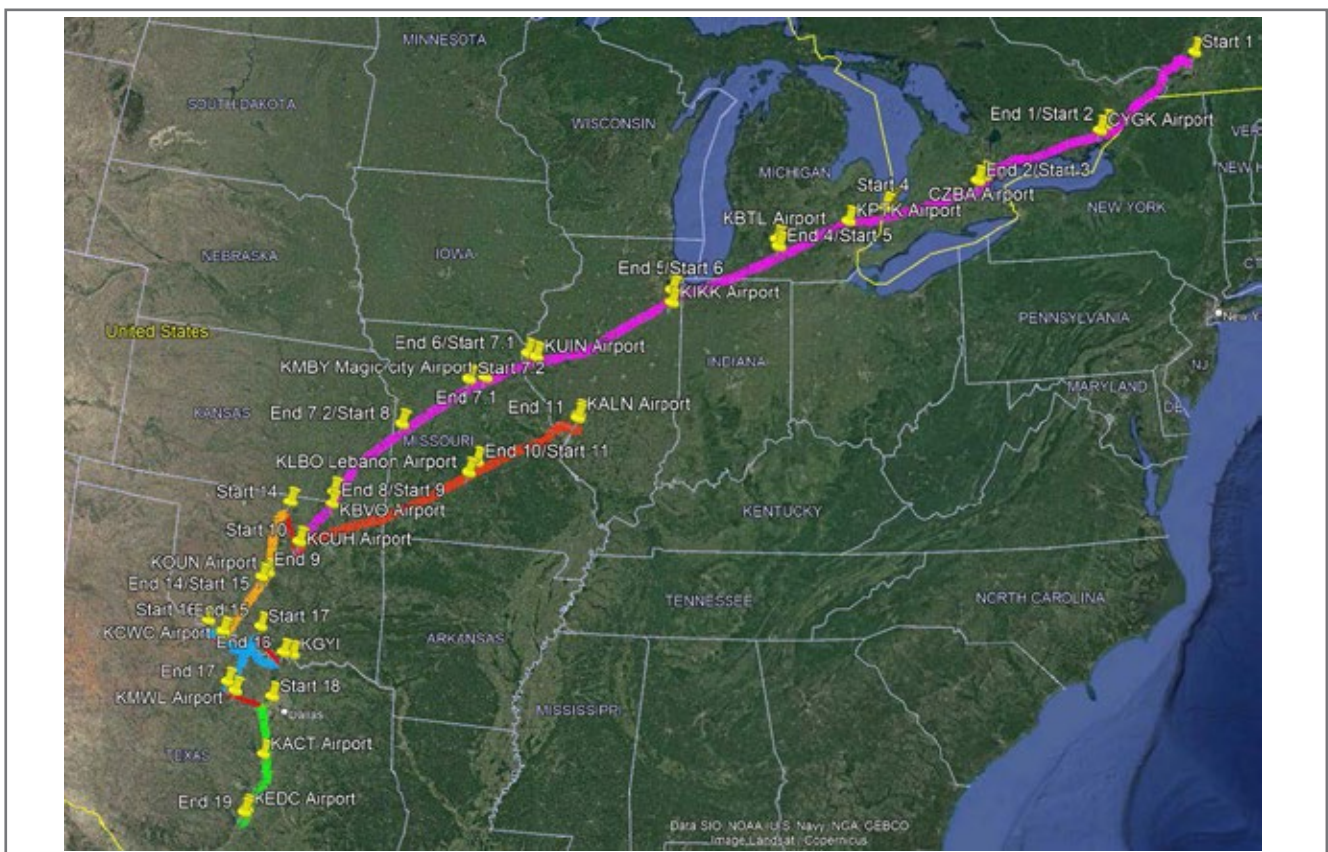 MINNESOTA
Start 1
SOUTH DAKOTA
WISCONSIN
End 1/Start 2
CYGK Airport
MICHIGAN
End 2/Start 3
Start 4
CZBA Airport
NEW YORK
KBTL Airport
KPTK Airport
End 4/Start 5
NEBRASKA
IOWA
End 5/Start 6
KIKK Airport
PENNSYLVANIA
United States
End 6/Start 7.1
KUIN Airport
INDIANA
NJ
KMBY Magic city Airport
Start 7.2
MARYLAND
End 7.1
KANSAS
End 7.2/Start 8
End 11
KALN Airport
MISSOURI
End 10/Start 11
KLBO Lebanon Airport
Start 14
End 8/Start 9
KBVO Airport
KENTUCKY
Start 10
KCUH Airport
KOUN Airport
End 9
End 14/Start 15
TENNESSEE
NORTH CAROLINA
Start 16
End 15
Start 17
KCWC Airport
ARKANSAS
End 16
KGYI
End 17
Start 18
KMWL Airport
Dallas
MISSISSIPPI
KACT Airport
TEXAS
End 19
KEDC Airport
Data SIO, NOAA, U.S. Navy, NGA, GEBCO
Image Landsat / Copernicus